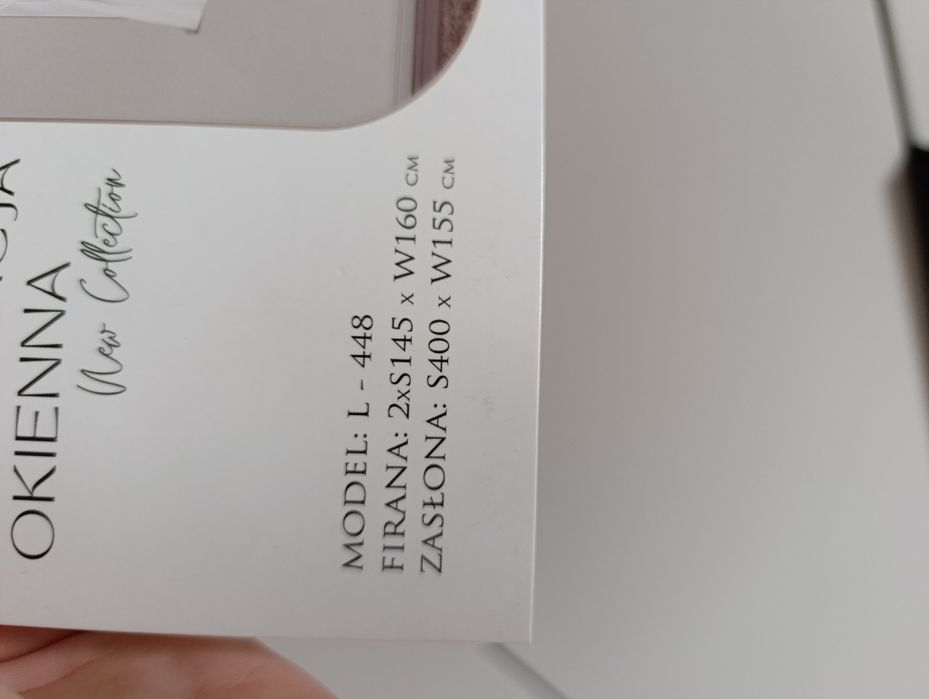 OKIENNA
New Collection
MODEL: L - 448
FIRANA: 2xS145 x W160 CM
ZASŁONA: S400 x W155 CM